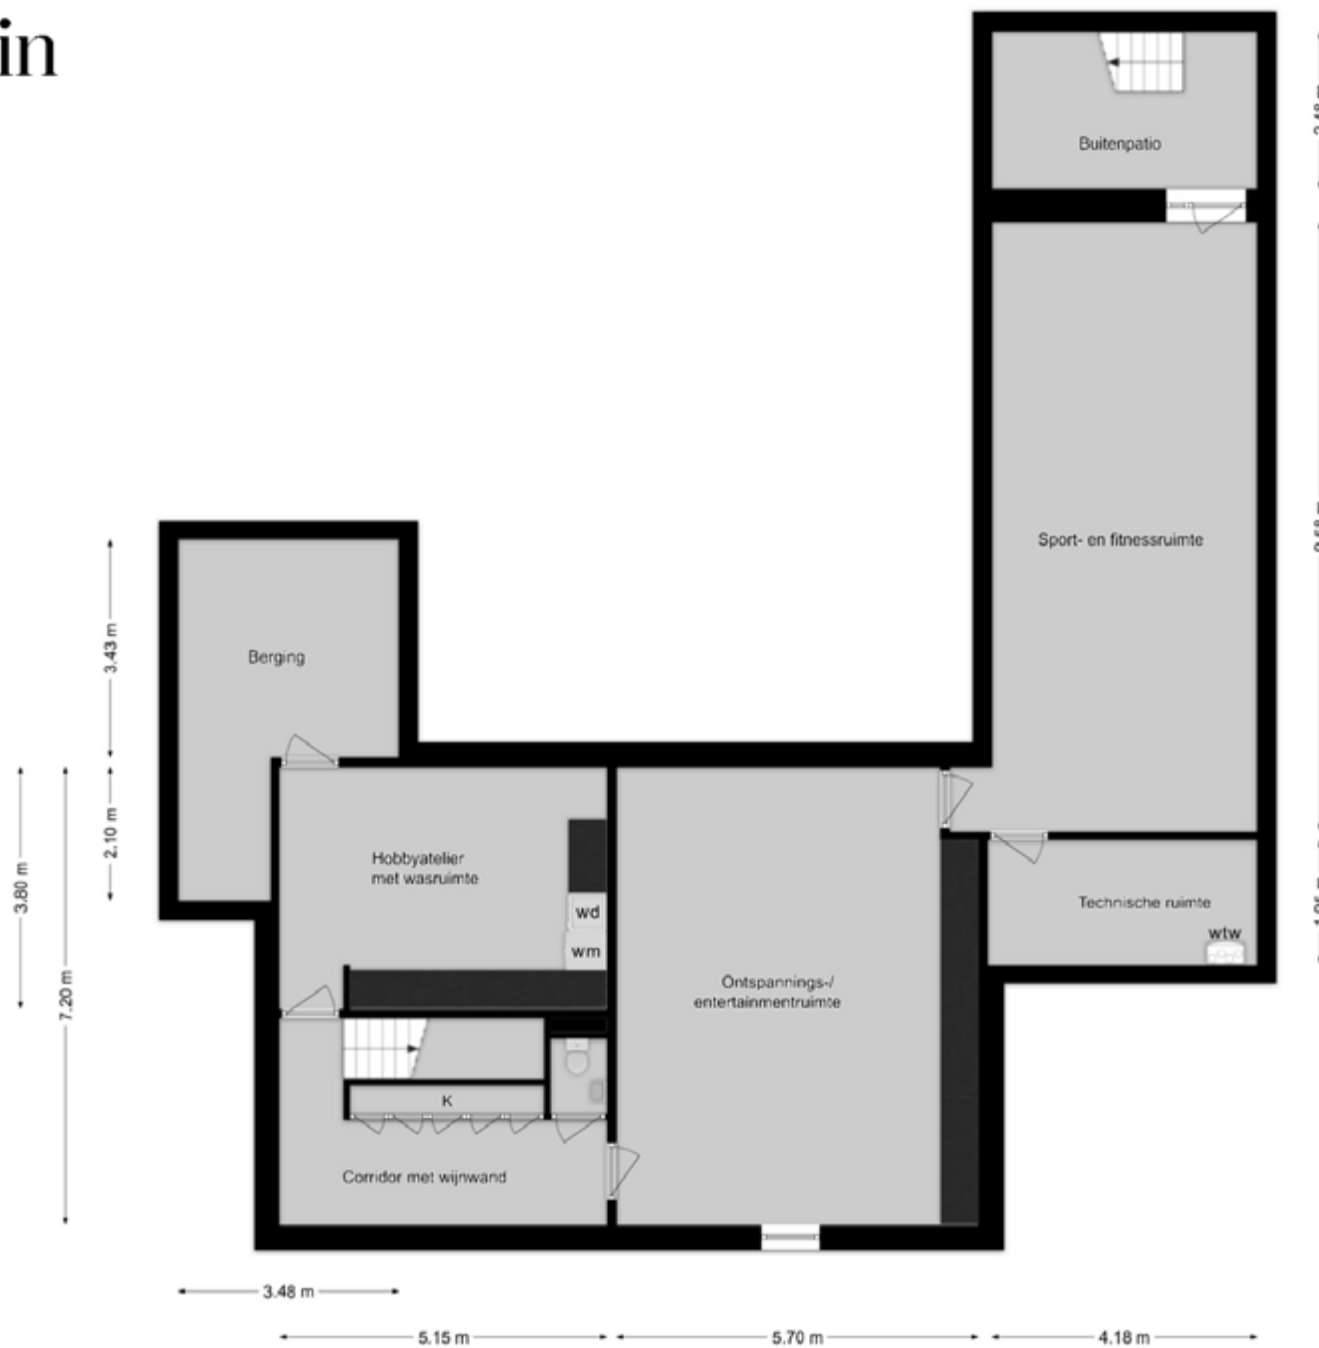 in
Buitenpatio
Sport- en fitnessruimte
3.43 m
Berging
2.10 m
3.80 m
7.20 m
Hobbyatelier
met wasruimte
wd
wm
Technische ruimte
wtw
Ontspannings-/
entertainmentruimte
K
Corridor met wijnwand
3.48 m
5.15 m
5.70 m
4.18 m